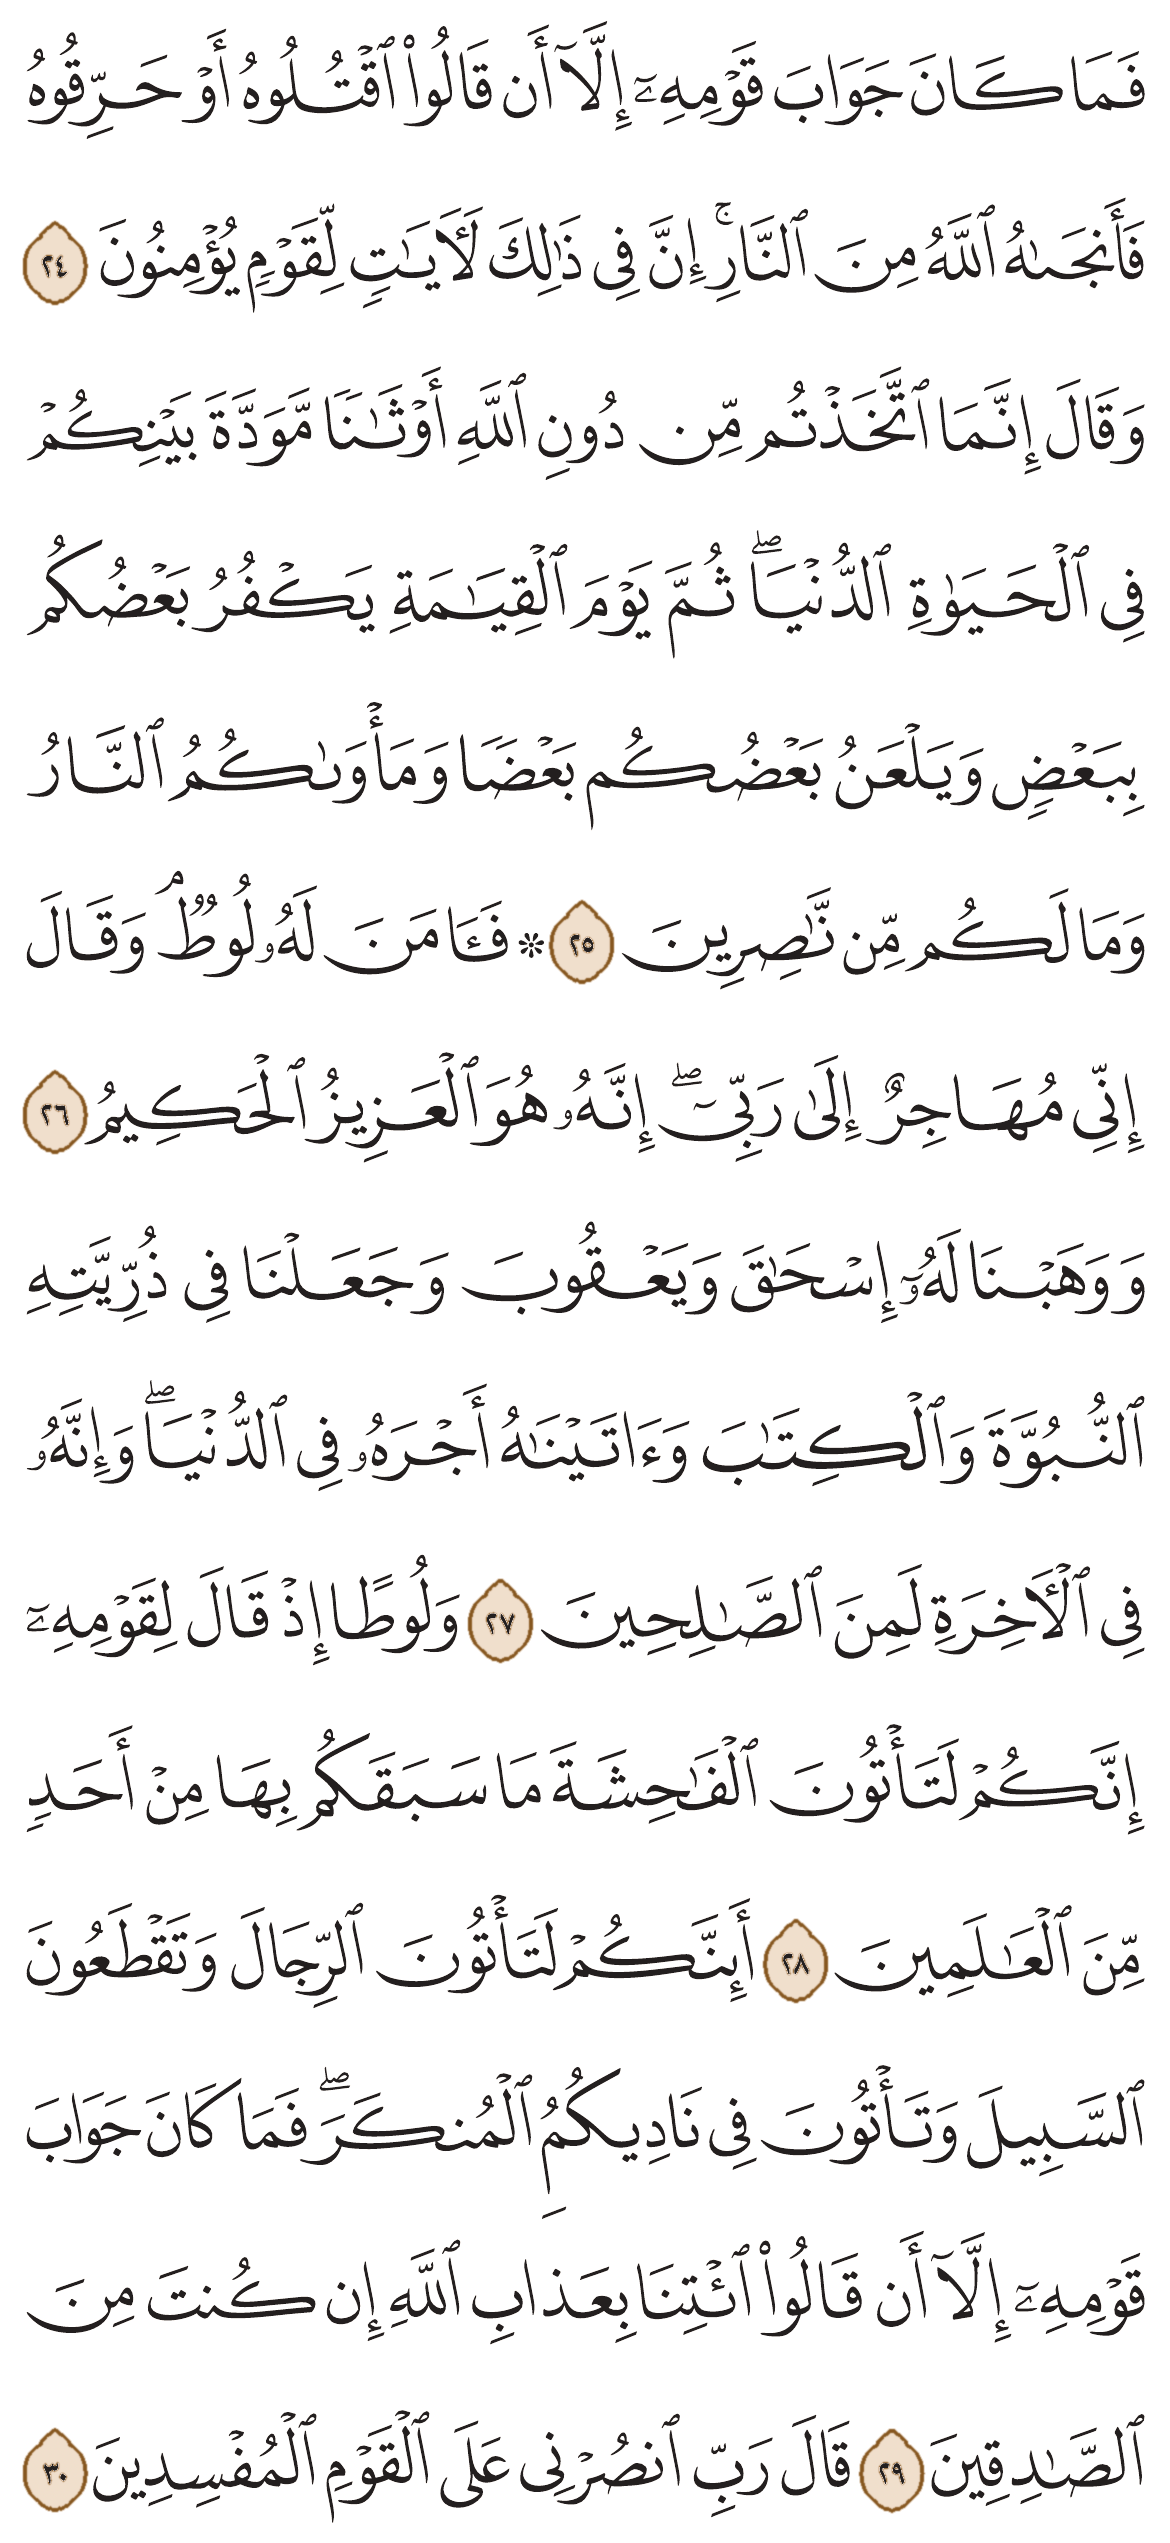 فَمَا كَانَ جَوَابَ قَوْمِهِۦٓ إِلَّآ أَن قَالُوا۟ ٱقْتُلُوهُ أَوْ حَرِّقُوهُ
فَأَنجَىٰهُ ٱللَّهُ مِنَ ٱلنَّارِ ۚ إِنَّ فِى ذَٰلِكَ لَـَٔايَـٰتٍ لِّقَوْمٍ يُؤْمِنُونَ ٢٤
وَقَالَ إِنَّمَا ٱتَّخَذْتُم مِّن دُونِ ٱللَّهِ أَوْثَـٰنًا مَّوَدَّةَ بَيْنِكُمْ
فِى ٱلْحَيَوٰةِ ٱلدُّنْيَا ۖ ثُمَّ يَوْمَ ٱلْقِيَـٰمَةِ يَكْفُرُ بَعْضُكُم
بِبَعْضٍ وَيَلْعَنُ بَعْضُكُم بَعْضًا وَمَأْوَىٰكُمُ ٱلنَّارُ
وَمَا لَكُم مِّن نَّـٰصِرِينَ ٢٥ ۞ فَـَٔامَنَ لَهُۥ لُوطٌ ۘ وَقَالَ
إِنِّى مُهَاجِرٌ إِلَىٰ رَبِّىٓ ۖ إِنَّهُۥ هُوَ ٱلْعَزِيزُ ٱلْحَكِيمُ ٢٦
وَوَهَبْنَا لَهُۥٓ إِسْحَـٰقَ وَيَعْقُوبَ وَجَعَلْنَا فِى ذُرِّيَّتِهِ
ٱلنُّبُوَّةَ وَٱلْكِتَـٰبَ وَءَاتَيْنَـٰهُ أَجْرَهُۥ فِى ٱلدُّنْيَا ۖ وَإِنَّهُۥ
فِى ٱلْـَٔاخِرَةِ لَمِنَ ٱلصَّـٰلِحِينَ ٢٧ وَلُوطًا إِذْ قَالَ لِقَوْمِهِۦٓ
إِنَّكُمْ لَتَأْتُونَ ٱلْفَـٰحِشَةَ مَا سَبَقَكُم بِهَا مِنْ أَحَدٍ
مِّنَ ٱلْعَـٰلَمِينَ ٢٨ أَئِنَّكُمْ لَتَأْتُونَ ٱلرِّجَالَ وَتَقْطَعُونَ
ٱلسَّبِيلَ وَتَأْتُونَ فِى نَادِيكُمُ ٱلْمُنكَرَ ۖ فَمَا كَانَ جَوَابَ
قَوْمِهِۦٓ إِلَّآ أَن قَالُوا۟ ٱئْتِنَا بِعَذَابِ ٱللَّهِ إِن كُنتَ مِنَ
ٱلصَّـٰدِقِينَ ٢٩ قَالَ رَبِّ ٱنصُرْنِى عَلَى ٱلْقَوْمِ ٱلْمُفْسِدِينَ ٣٠